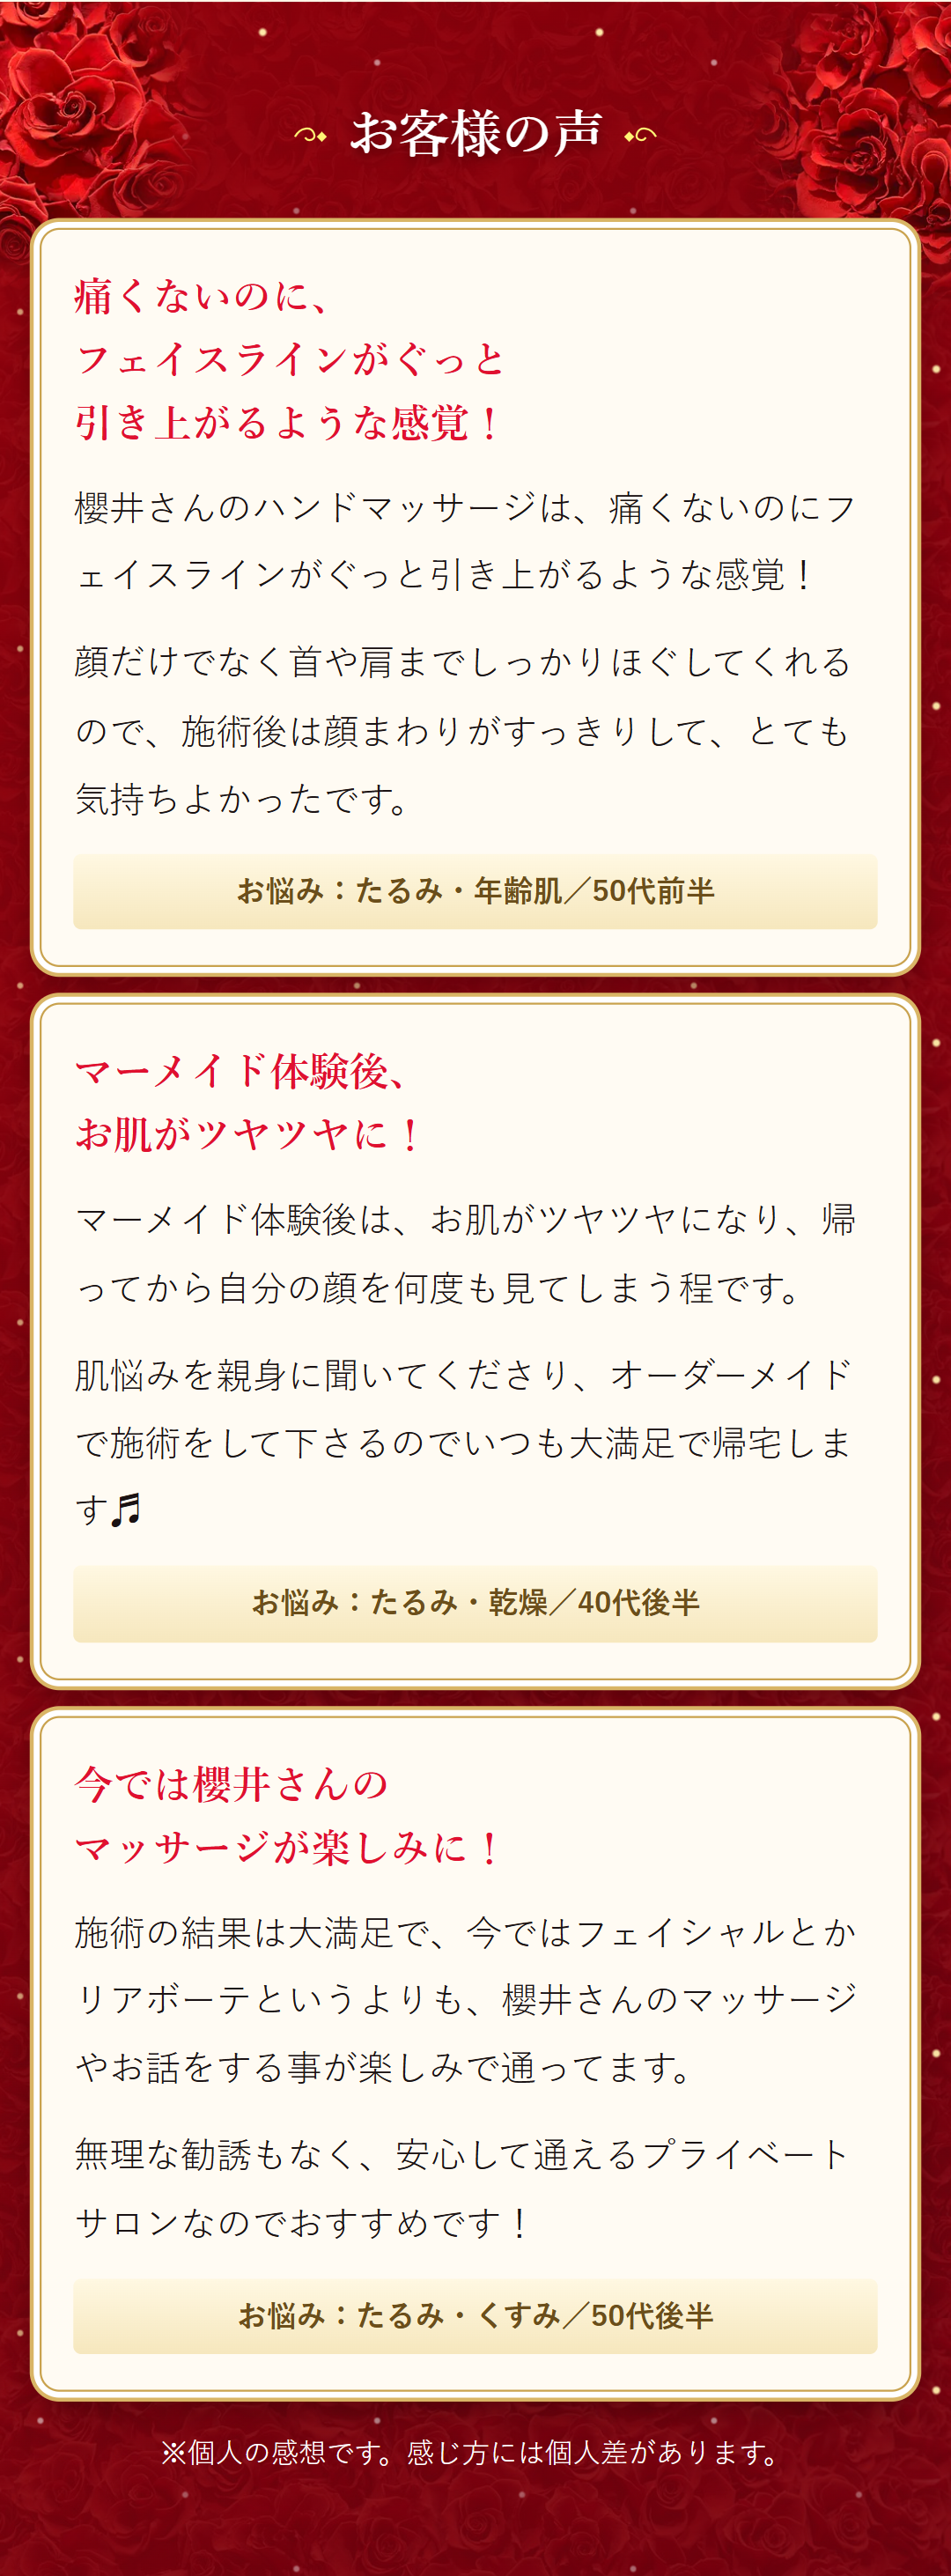 お客様の声
痛くないのに、
フェイスラインがぐっと
引き上がるような感覚！
櫻井さんのハンドマッサージは、痛くないのにフ
ェイスラインがぐっと引き上がるような感覚！
顔だけでなく首や肩までしっかりほぐしてくれる
ので、施術後は顔まわりがすっきりして、とても
気持ちよかったです。
お悩み：たるみ・年齢肌／50代前半
マーメイド体験後、
お肌がツヤツヤに！
マーメイド体験後は、お肌がツヤツヤになり、帰
ってから自分の顔を何度も見てしまう程です。
肌悩みを親身に聞いてくださり、オーダーメイド
で施術をして下さるのでいつも大満足で帰宅しま
す♬
お悩み：たるみ・乾燥／40代後半
今では櫻井さんの
マッサージが楽しみに！
施術の結果は大満足で、今ではフェイシャルとか
リアボーテというよりも、櫻井さんのマッサージ
やお話をする事が楽しみで通ってます。
無理な勧誘もなく、安心して通えるプライベート
サロンなのでおすすめです！
お悩み：たるみ・くすみ／50代後半
※個人の感想です。感じ方には個人差があります。